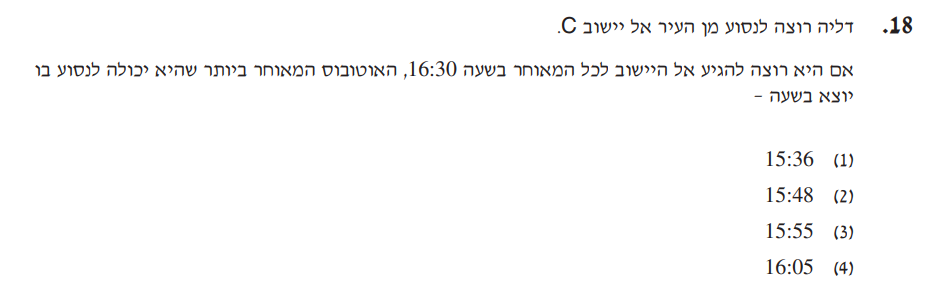 18. דליה רוצה לנסוע מן העיר אל יישוב C.
אם היא רוצה להגיע אל היישוב לכל המאוחר בשעה 16:30, האוטובוס המאוחר ביותר שהיא יכולה לנסוע בו
יוצא בשעה –
(1) 15:36
(2) 15:48
(3) 15:55
(4) 16:05